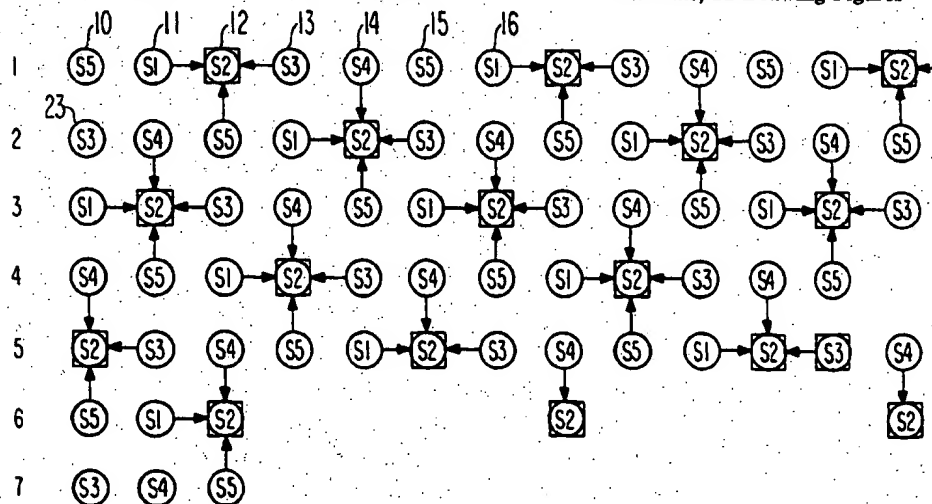 Drawing Figures
10 11 12 13 14 15 16
1 S5 S1 S2 S3 S4 S5 S1 S2 S3 S4 S5 S1 S2
23
2 S3 S4 S5 S1 S2 S3 S4 S5 S1 S2 S3 S4 S5
3 S1 S2 S3 S4 S5 S1 S2 S3 S4 S5 S1 S2 S3
4 S4 S5 S1 S2 S3 S4 S5 S1 S2 S3 S4 S5
5 S2 S3 S4 S5 S1 S2 S3 S4 S5 S1 S2 S3 S4
6 S5 S1 S2 S2 S2
7 S3 S4 S5